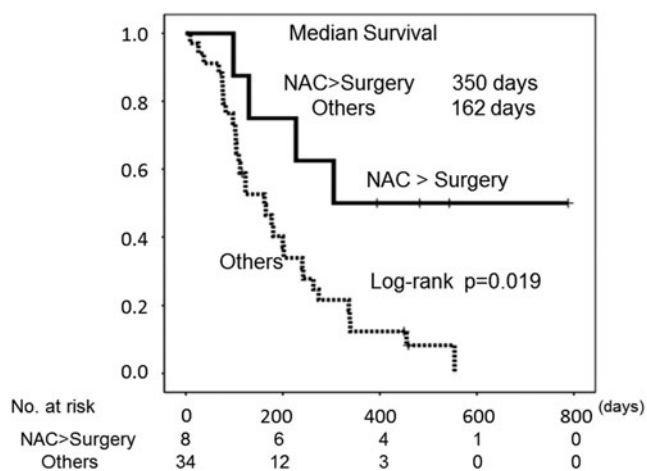 Median Survival
1.0
NAC>Surgery 350 days
Others 162 days
0.8
0.6
NAC > Surgery
0.4
Others
Log-rank p=0.019
0.2
0.0
No. at risk 0 200 400 600 800 (days)
NAC>Surgery 8 6 4 1 0
Others 34 12 3 0 0